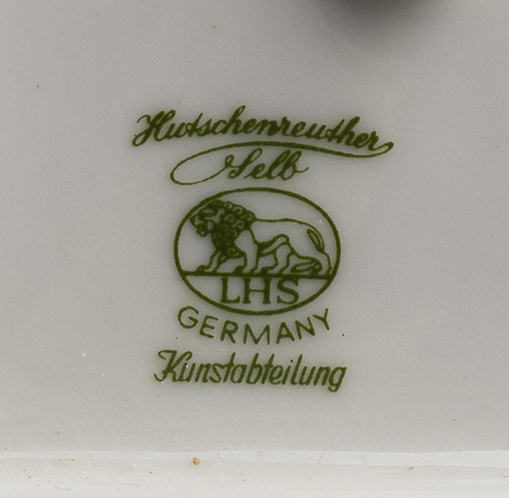 Hutschenreuther
Selb
LHS
GERMANY
Kunstabteilung